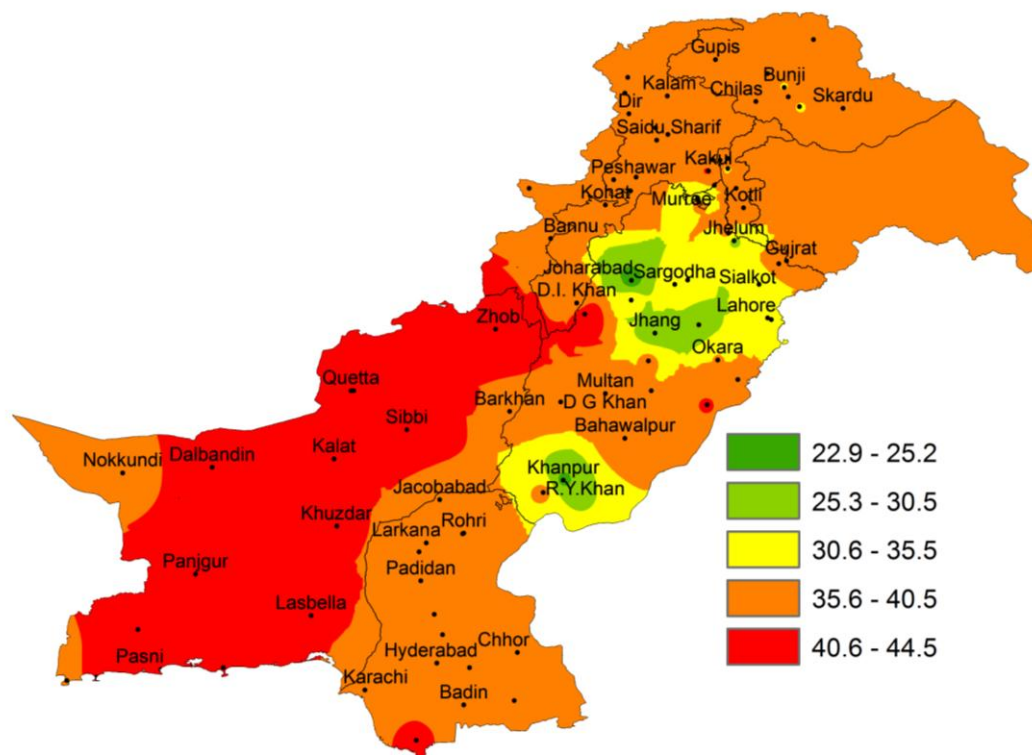 Gupis
Bunji
Kalam
Chilas
Skardu
Dir
Saidu Sharif
Kakul
Peshawar
Kohat
Murree
Kotli
Bannu
Jhelum
Gujrat
Joharabad
Sargodha
Sialkot
D.I. Khan
Lahore
Zhob
Jhang
Okara
Quetta
Multan
Barkhan
D G Khan
Sibbi
Bahawalpur
Kalat
Nokkundi
Dalbandin
Khanpur
R.Y.Khan
Jacobabad
Khuzdar
Rohri
Larkana
Panjgur
Padidan
Lasbella
Chhor
Pasni
Hyderabad
Karachi
Badin
22.9 - 25.2
25.3 - 30.5
30.6 - 35.5
35.6 - 40.5
40.6 - 44.5